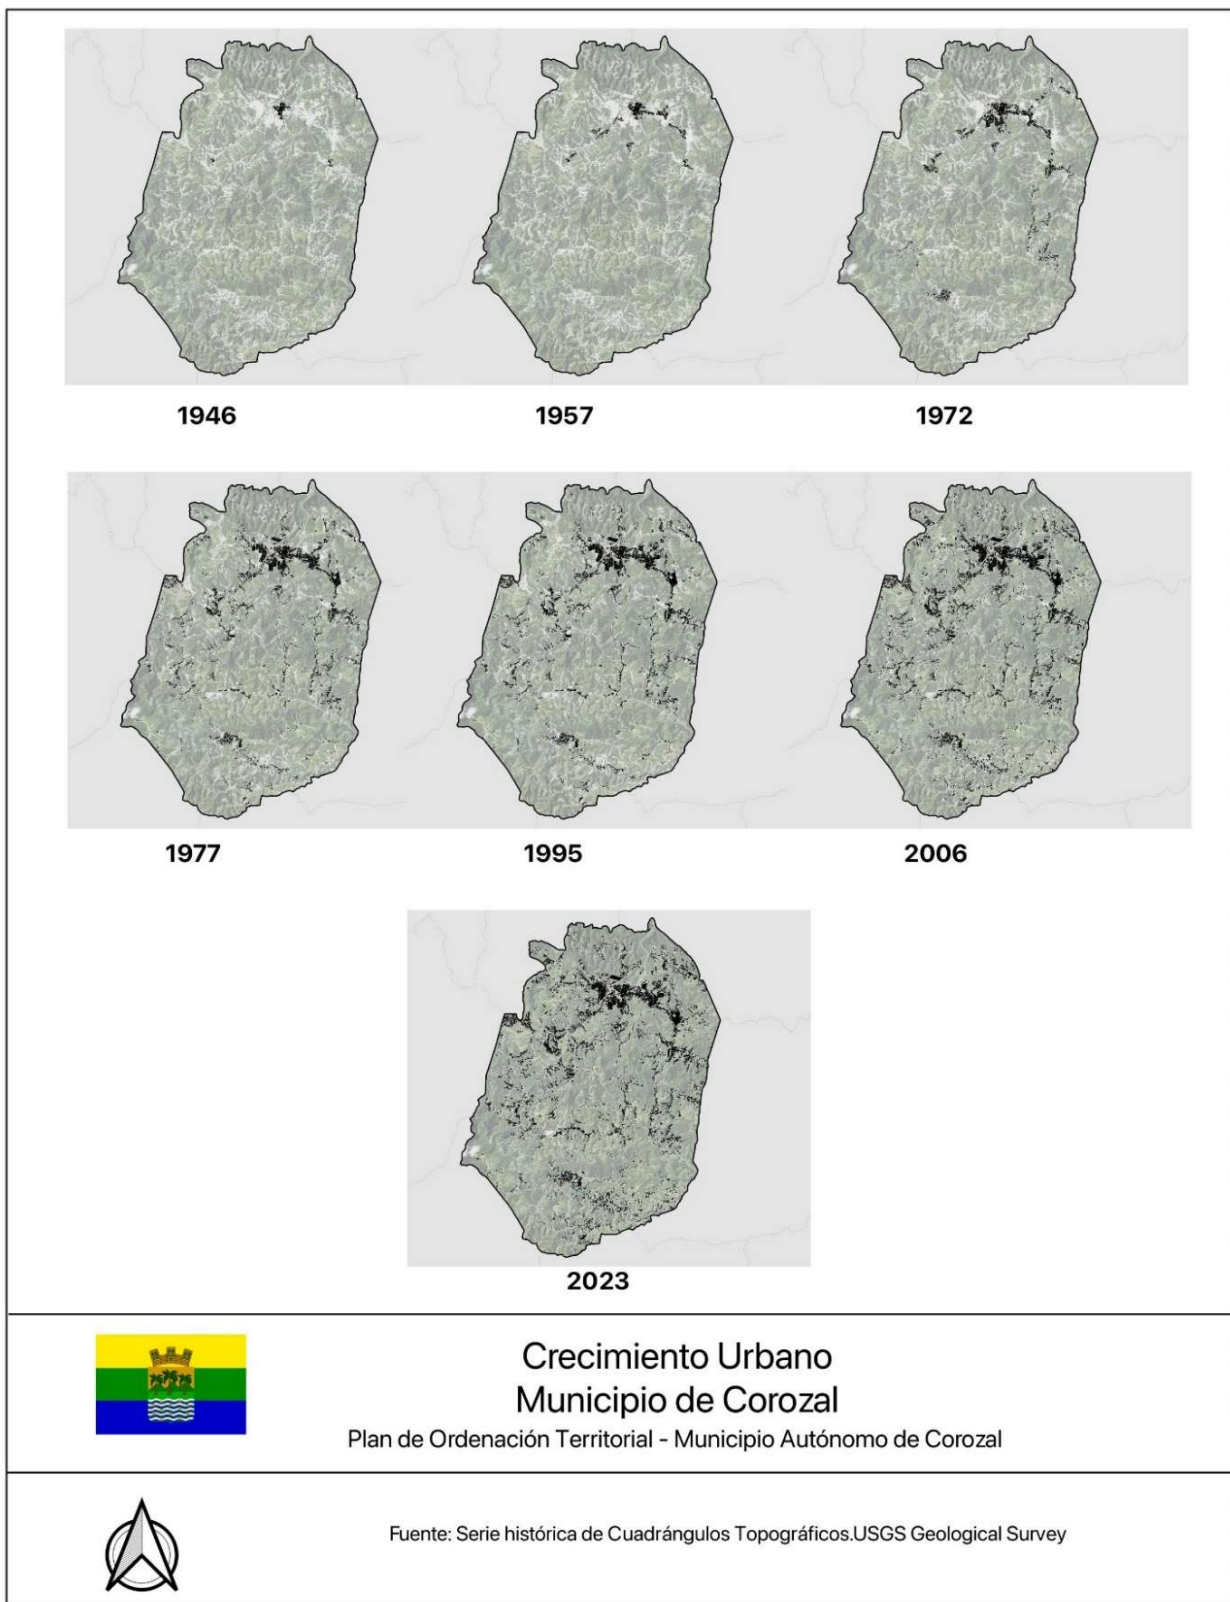 1946
1957
1972
1977
1995
2006
2023
Crecimiento Urbano
Municipio de Corozal
Plan de Ordenación Territorial - Municipio Autónomo de Corozal
Fuente: Serie histórica de Cuadrángulos Topográficos.USGS Geological Survey